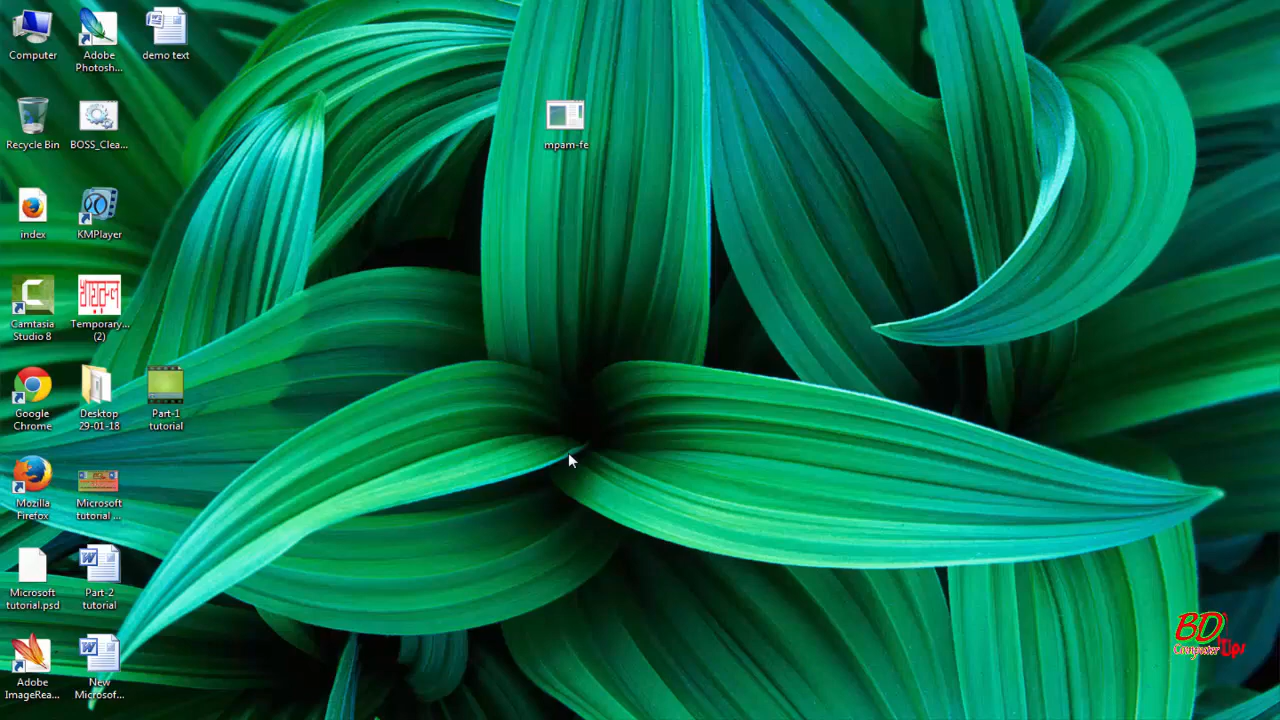 Computer
Adobe
Photosh...
demo text
Recycle Bin
BOSS_Clea...
mpam-fe
index
KMPlayer
Camtasia
Studio 8
Temporary...
(2)
Google
Chrome
Desktop
29-01-18
Part-1
tutorial
Mozilla
Firefox
Microsoft
tutorial ...
Microsoft
tutorial.psd
Part-2
tutorial
Adobe
ImageRea...
New
Microsof...
BD
Computer Tips